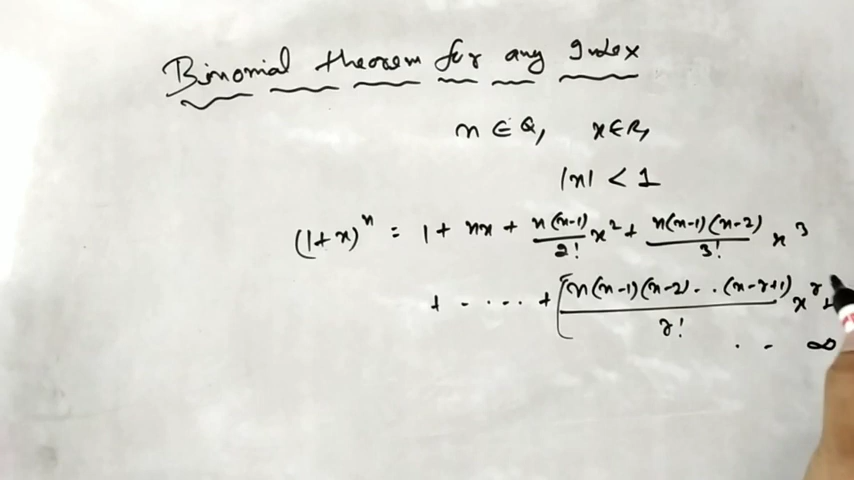 Binomial theorem for any Index
n ∈ Q, x ∈ R,
|x| < 1
(1+x)^n = 1 + nx + n(n-1)/2! x^2 + n(n-1)(n-2)/3! x^3
+ - . . . . + [n(n-1)(n-2) - . . (n-r+1)/r! x^r +
. - ∞